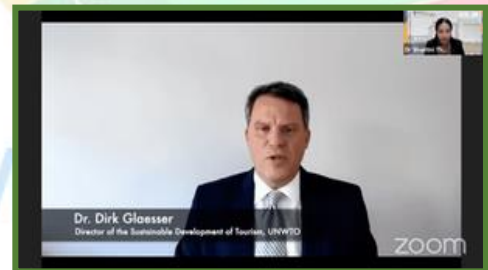 Dr. Dirk Glaesser
Director of the Sustainable Development of Tourism, UNWTO
zoom